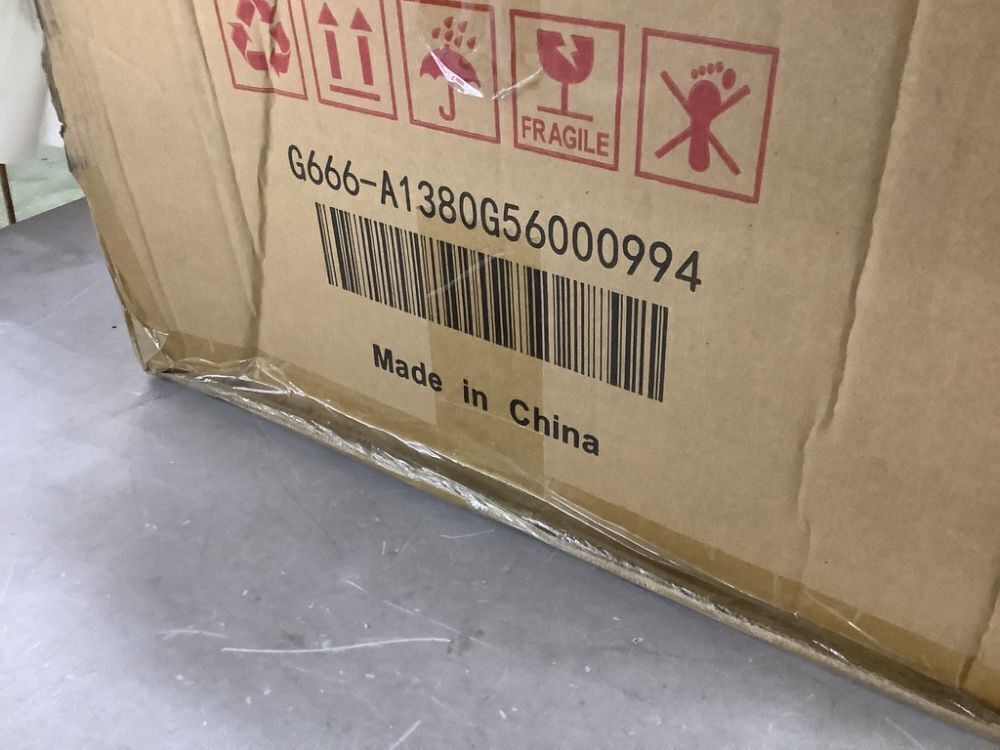 FRAGILE
G666-A1380G56000994
Made in China